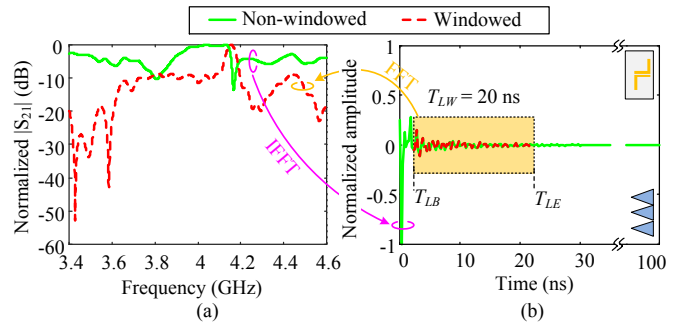 Non-windowed Windowed
(a) (b)
0
-10
-20
-30
-40
-50
-60
Normalized |S21| (dB)
3.4 3.6 3.8 4 4.2 4.4 4.6
Frequency (GHz)
FFT
IFFT
1
0.5
0
-0.5
-1
Normalized amplitude
TLW = 20 ns
TLB
TLE
0 10 20 30 100
Time (ns)
(a) (b)